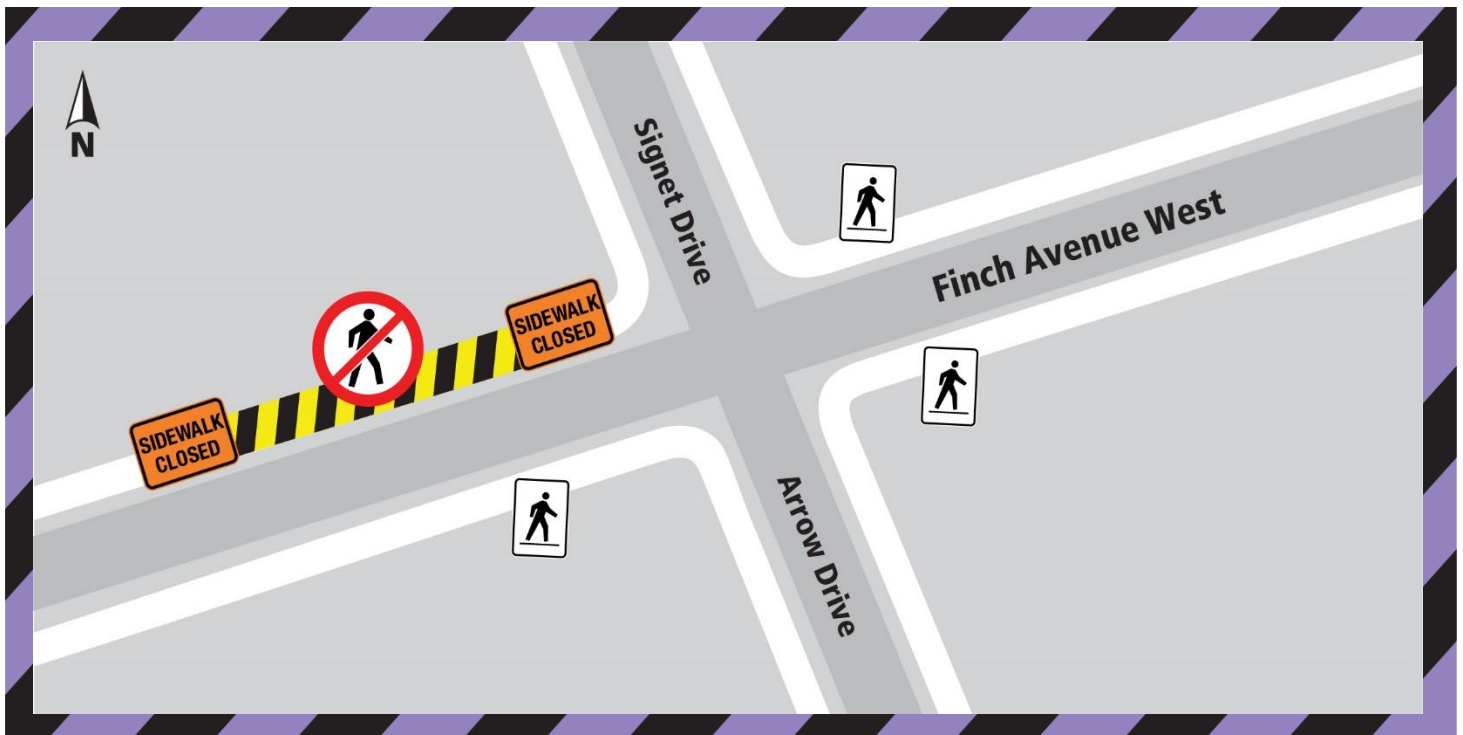 N
Signet Drive
Finch Avenue West
SIDEWALK
CLOSED
SIDEWALK
CLOSED
Arrow Drive